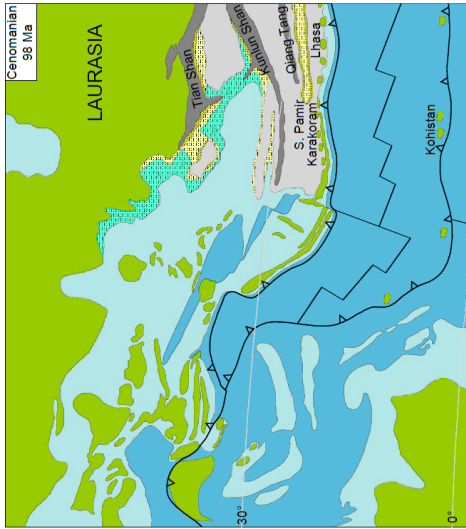 Cenomanian
98 Ma
LAURASIA
Tian Shan
Kunlun Shan
Qiang Tang
Lhasa
S. Pamir
Karakoram
Kohistan
30°
0°